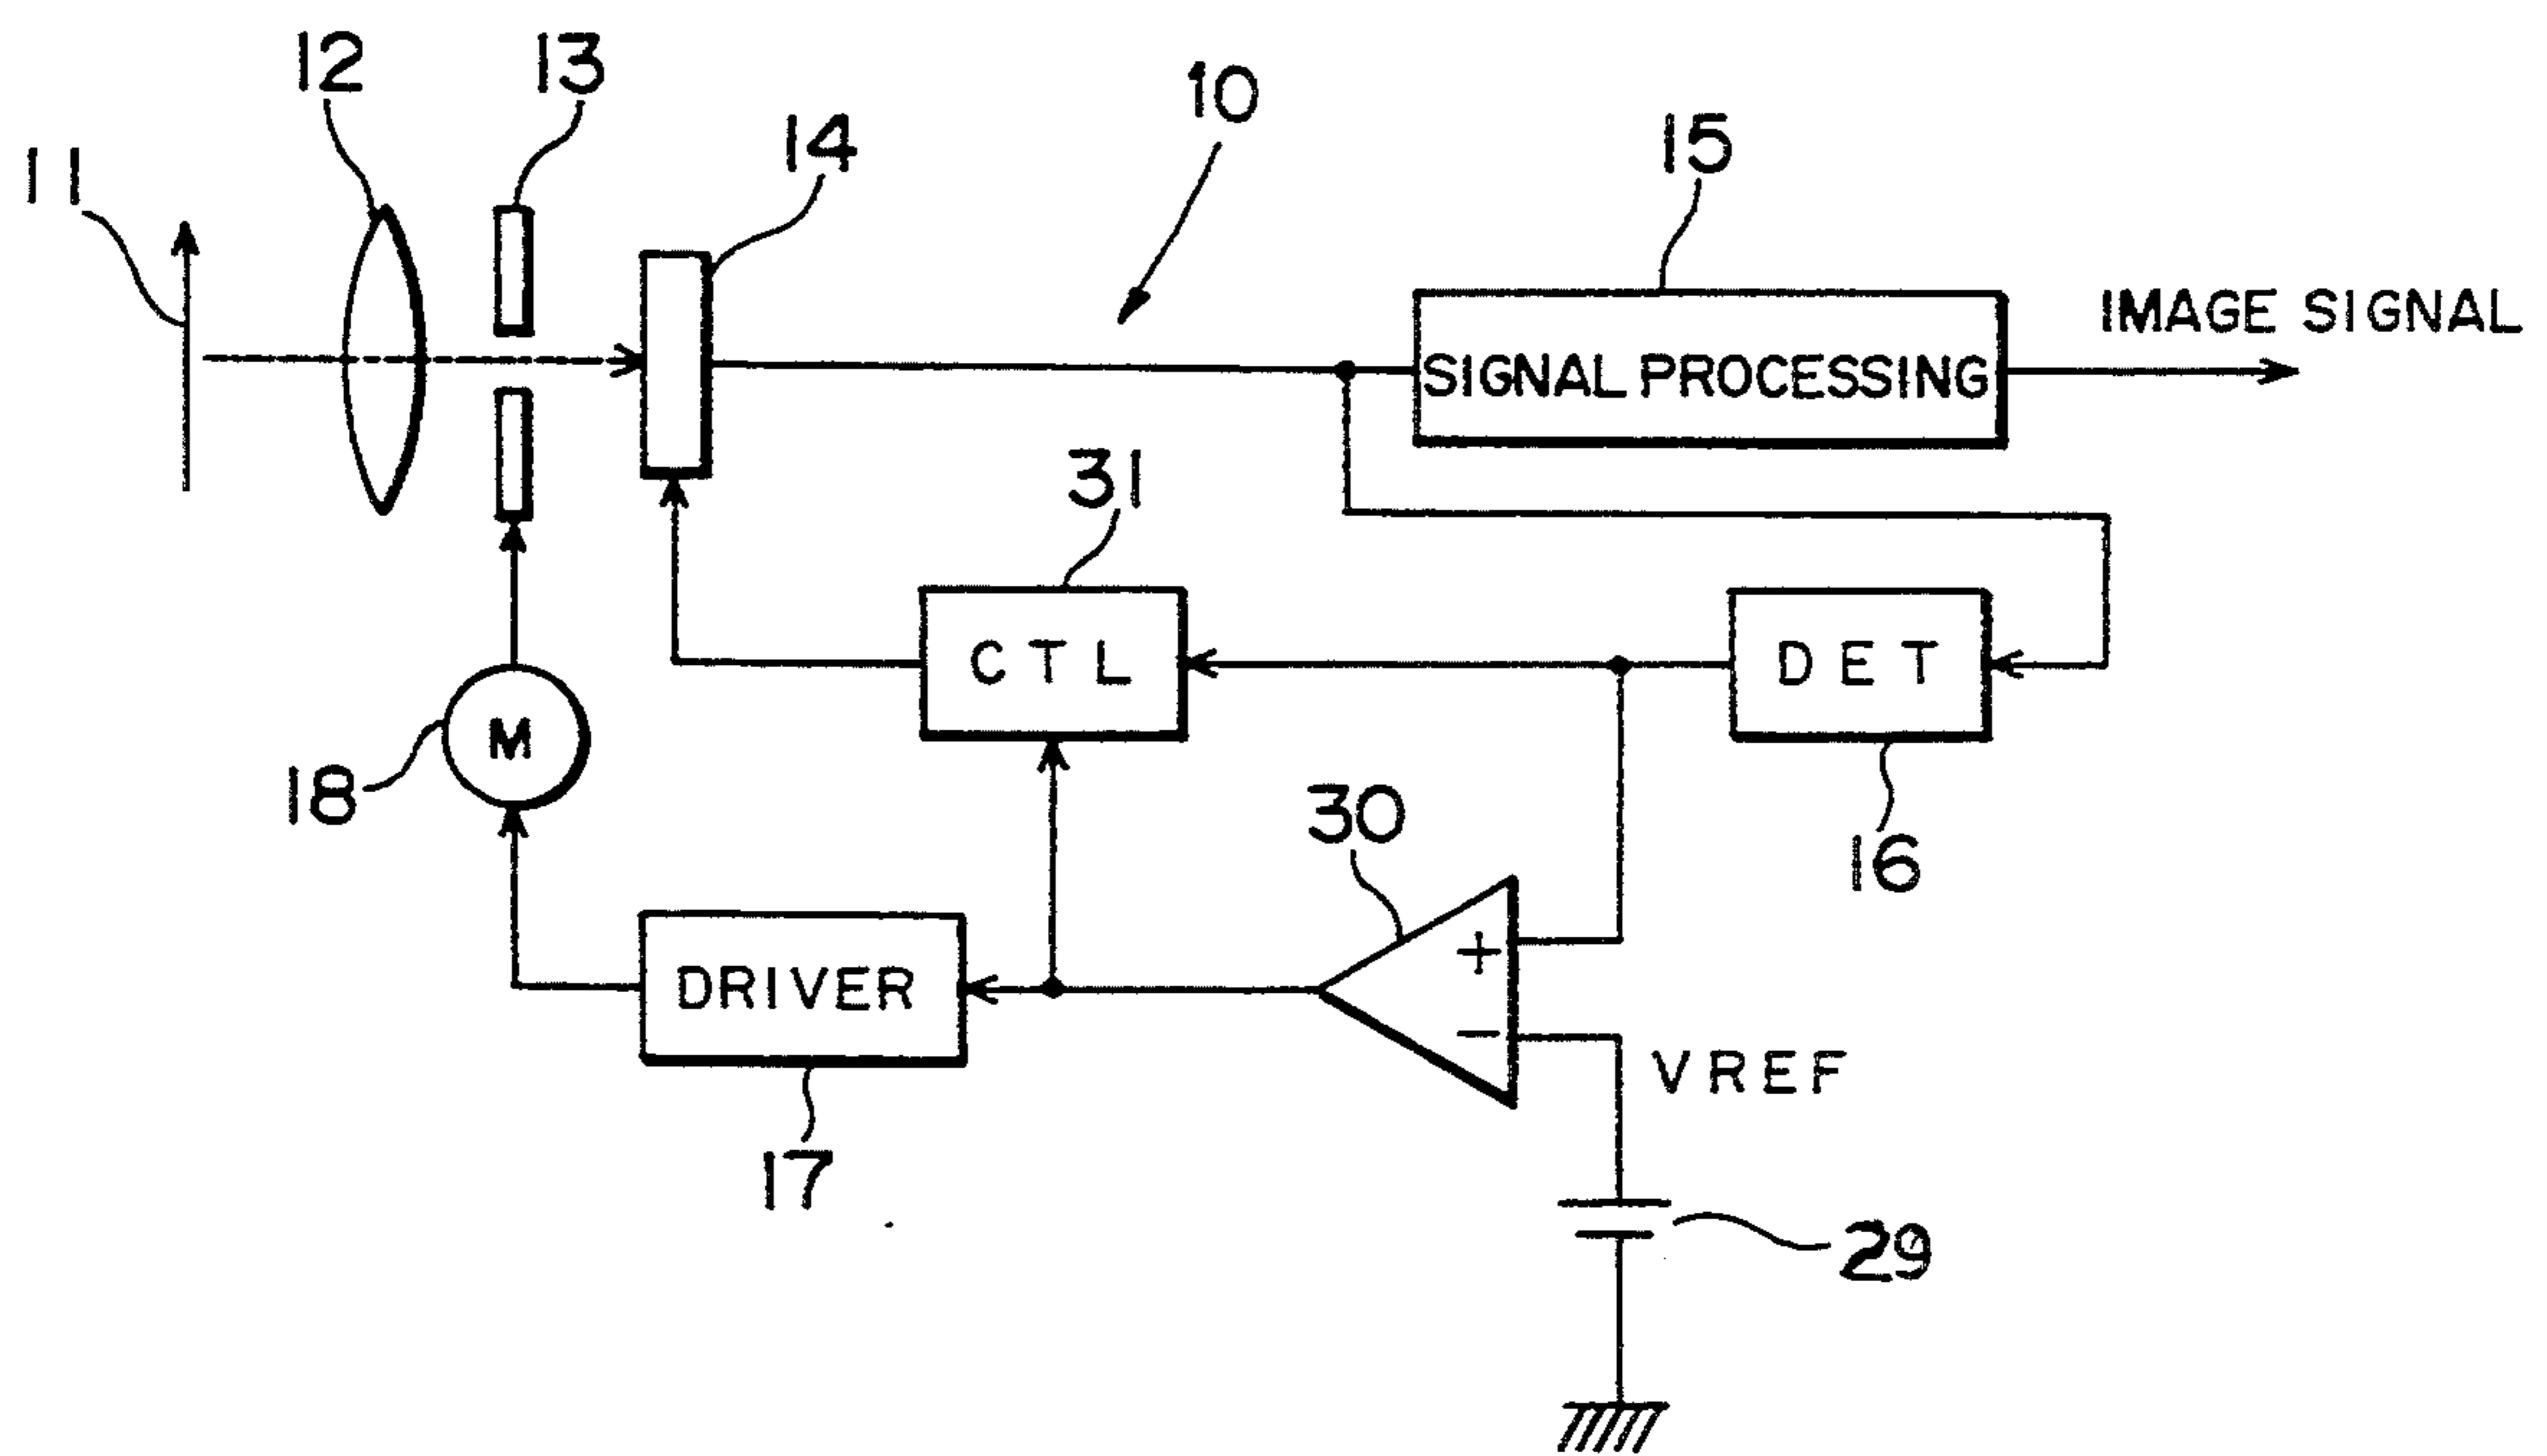 12
13
10
14
15
11
IMAGE SIGNAL
SIGNAL PROCESSING
31
CTL
DET
M
18
30
16
+
DRIVER
−
VREF
17
29